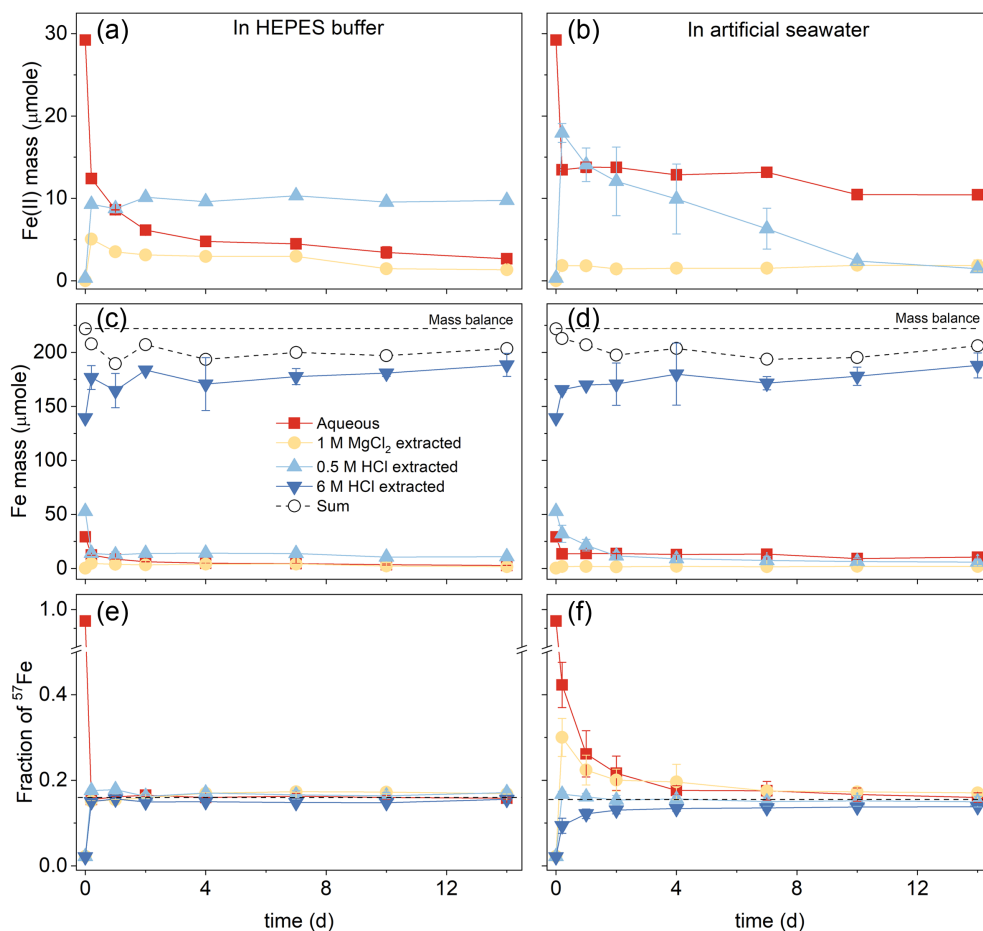 In HEPES buffer
In artificial seawater
(a)
(b)
Fe(II) mass (μmole)
30
20
10
0
(c)
(d)
Mass balance
Mass balance
Fe mass (μmole)
200
150
100
50
0
Aqueous
1 M MgCl₂ extracted
0.5 M HCl extracted
6 M HCl extracted
Sum
(e)
(f)
Fraction of ⁵⁷Fe
1.0
0.4
0.2
0.0
0 4 8 12
0 4 8 12
time (d)
time (d)